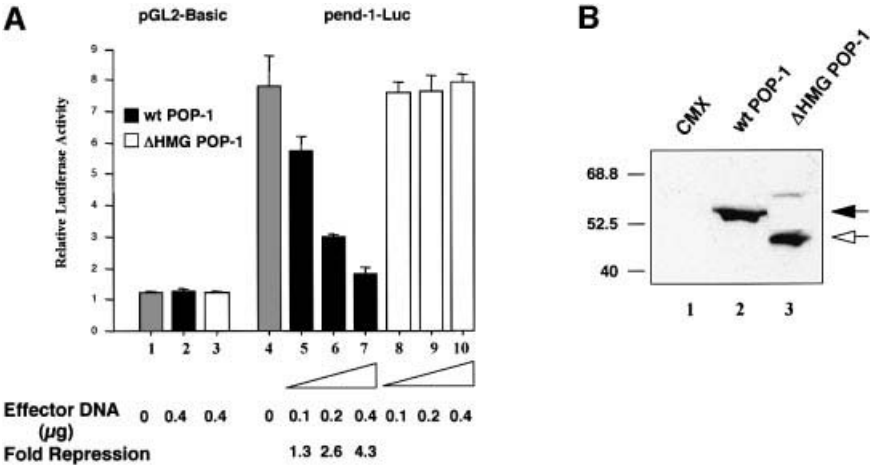 A
pGL2-Basic
pend-1-Luc
Relative Luciferase Activity
9
8
7
6
5
4
3
2
1
0
wt POP-1
ΔHMG POP-1
1 2 3 4 5 6 7 8 9 10
Effector DNA (µg)
0 0.4 0.4 0 0.1 0.2 0.4 0.1 0.2 0.4
Fold Repression
1.3 2.6 4.3
B
CMX
wt POP-1
ΔHMG POP-1
68.8
52.5
40
1 2 3